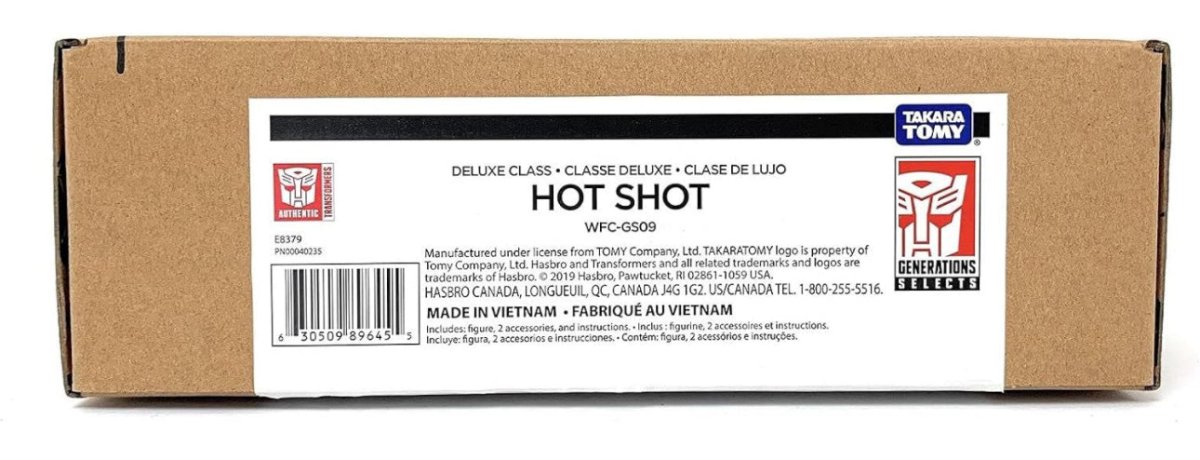 TAKARA
TOMY
®
DELUXE CLASS • CLASSE DELUXE • CLASE DE LUJO
HOT SHOT
WFC-GS09
AUTHENTIC
TRANSFORMERS
E8379
PN00040235
6 30509 89645 5
Manufactured under license from TOMY Company, Ltd. TAKARATOMY logo is property of
Tomy Company, Ltd. Hasbro and Transformers and all related trademarks and logos are
trademarks of Hasbro. © 2019 Hasbro, Pawtucket, RI 02861-1059 USA.
HASBRO CANADA, LONGUEUIL, QC, CANADA J4G 1G2. US/CANADA TEL. 1-800-255-5516.
MADE IN VIETNAM • FABRIQUÉ AU VIETNAM
Includes: figure, 2 accessories, and instructions. • Inclus : figurine, 2 accessoires et instructions.
Incluye: figura, 2 accesorios e instrucciones. • Contém: figura, 2 acessórios e instruções.
GENERATIONS
SELECTS